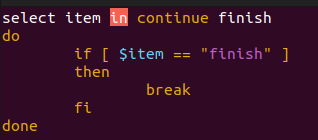 select item in continue finish
do
        if [ $item == "finish" ]
        then
                break
        fi
done